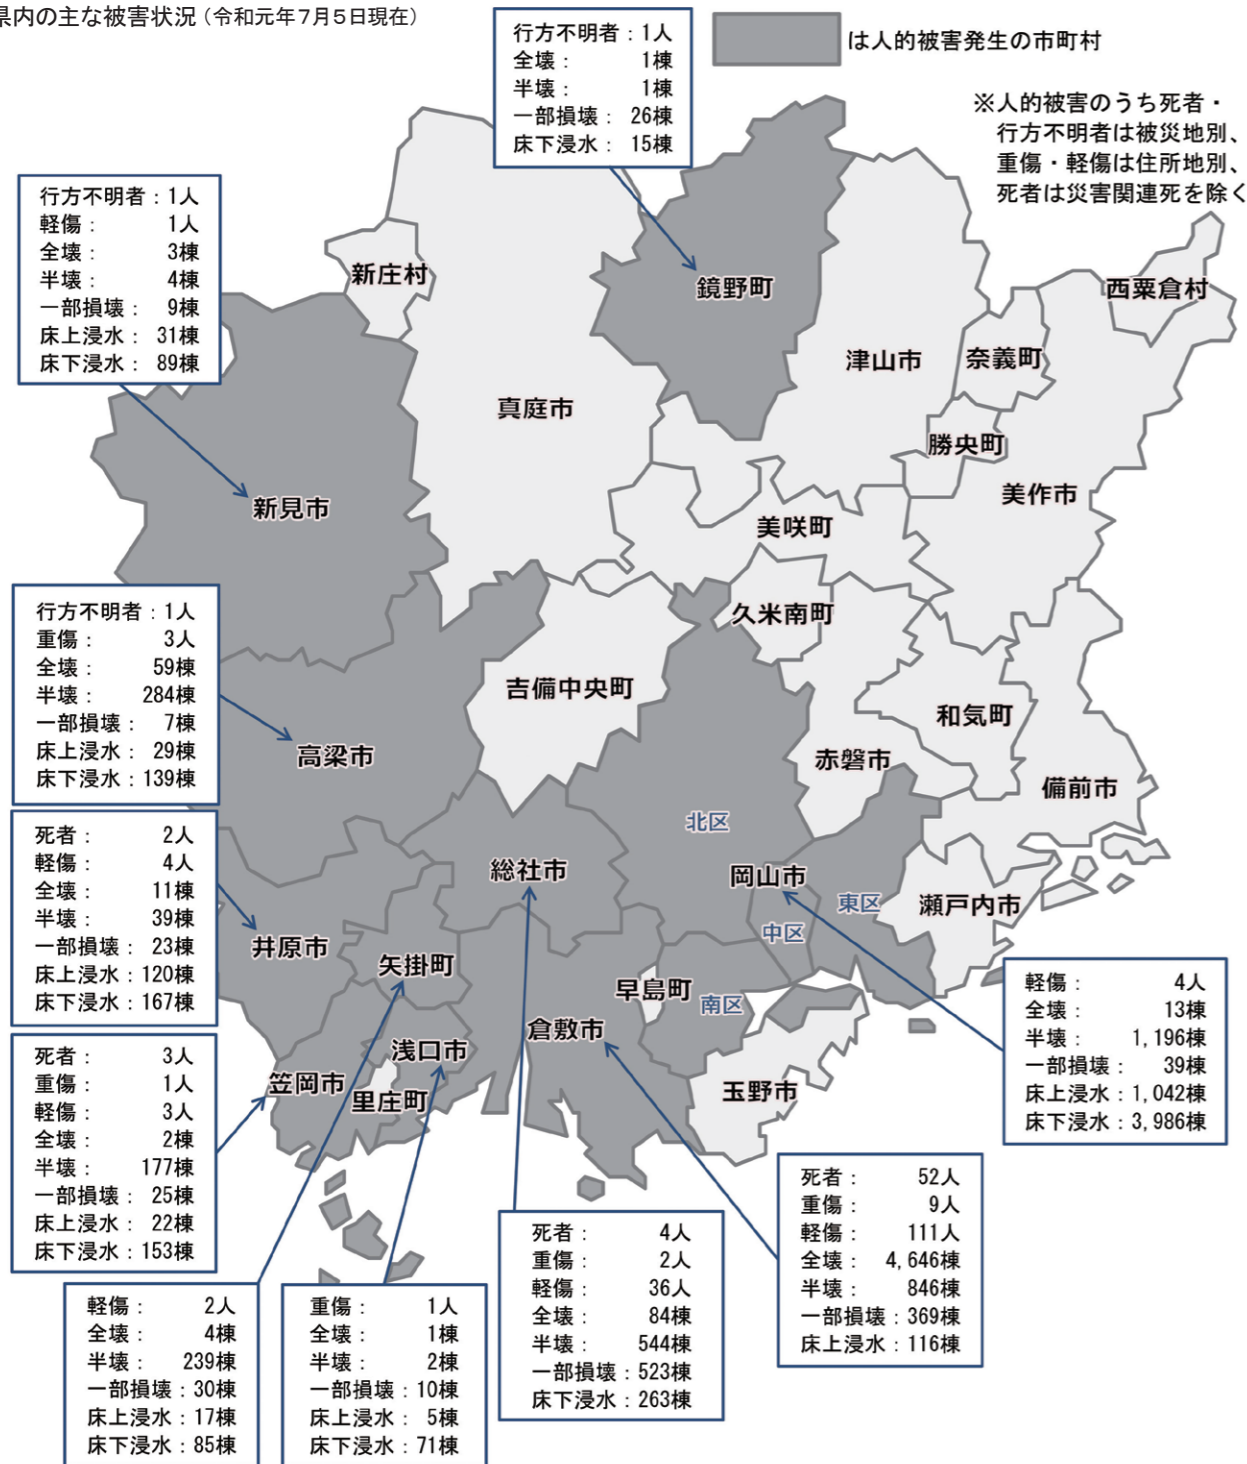 県内の主な被害状況(令和元年7月5日現在)
は人的被害発生の市町村
※人的被害のうち死者・
行方不明者は被災地別、
重傷・軽傷は住所地別、
死者は災害関連死を除く
行方不明者:1人
全壊: 1棟
半壊: 1棟
一部損壊: 26棟
床下浸水: 15棟
行方不明者:1人
軽傷: 1人
全壊: 3棟
半壊: 4棟
一部損壊: 9棟
床上浸水: 31棟
床下浸水: 89棟
新庄村
鏡野町
西粟倉村
津山市
奈義町
真庭市
勝央町
美作市
新見市
美咲町
久米南町
行方不明者:1人
重傷: 3人
全壊: 59棟
半壊: 284棟
一部損壊: 7棟
床上浸水: 29棟
床下浸水: 139棟
吉備中央町
和気町
高梁市
赤磐市
備前市
北区
総社市
岡山市
東区
瀬戸内市
中区
死者: 2人
軽傷: 4人
全壊: 11棟
半壊: 39棟
一部損壊: 23棟
床上浸水: 120棟
床下浸水: 167棟
井原市
矢掛町
早島町
南区
倉敷市
浅口市
笠岡市
里庄町
玉野市
軽傷: 4人
全壊: 13棟
半壊: 1,196棟
一部損壊: 39棟
床上浸水:1,042棟
床下浸水:3,986棟
死者: 3人
重傷: 1人
軽傷: 3人
全壊: 2棟
半壊: 177棟
一部損壊: 25棟
床上浸水: 22棟
床下浸水: 153棟
死者: 52人
重傷: 9人
軽傷: 111人
全壊: 4,646棟
半壊: 846棟
一部損壊:369棟
床上浸水:116棟
死者: 4人
重傷: 2人
軽傷: 36人
全壊: 84棟
半壊: 544棟
一部損壊:523棟
床下浸水:263棟
軽傷: 2人
全壊: 4棟
半壊: 239棟
一部損壊:30棟
床上浸水:17棟
床下浸水:85棟
重傷: 1人
全壊: 1棟
半壊: 2棟
一部損壊:10棟
床上浸水: 5棟
床下浸水:71棟